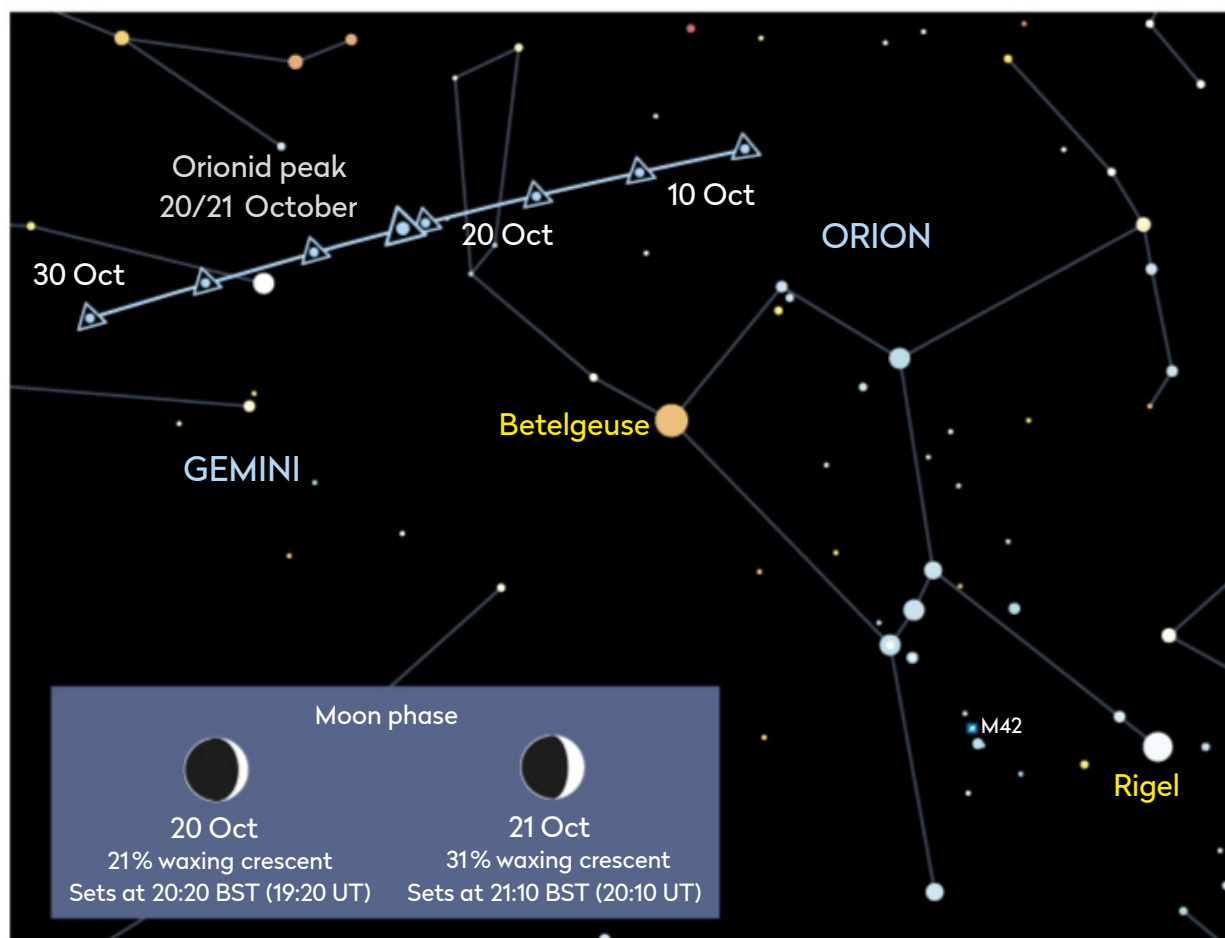 Orionid peak
20/21 October
10 Oct
20 Oct
ORION
30 Oct
Betelgeuse
GEMINI
M42
Rigel
Moon phase
20 Oct
21% waxing crescent
Sets at 20:20 BST (19:20 UT)
21 Oct
31% waxing crescent
Sets at 21:10 BST (20:10 UT)